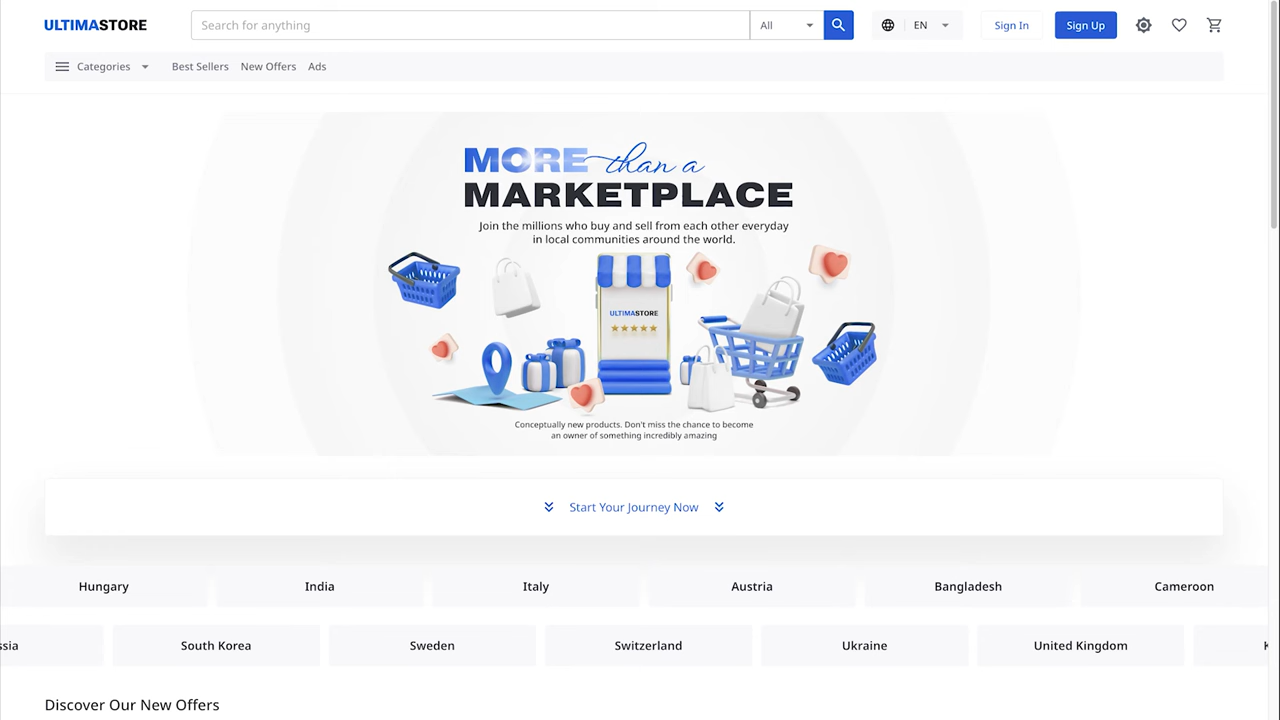 ULTIMASTORE
Search for anything
All
EN
Sign In
Sign Up
Categories
Best Sellers
New Offers
Ads
MORE than a
MARKETPLACE
Join the millions who buy and sell from each other everyday
in local communities around the world.
ULTIMASTORE
Conceptually new products. Don't miss the chance to become
an owner of something incredibly amazing
Start Your Journey Now
Hungary
India
Italy
Austria
Bangladesh
Cameroon
ssia
South Korea
Sweden
Switzerland
Ukraine
United Kingdom
Discover Our New Offers